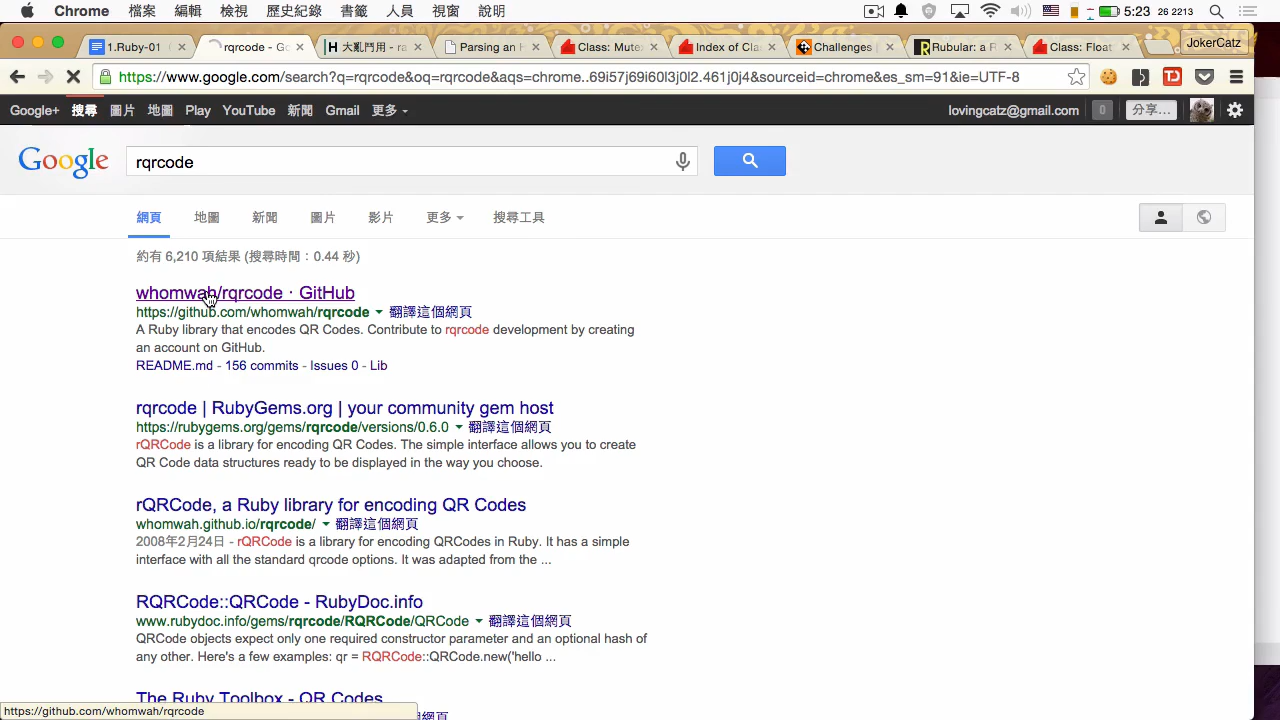 Chrome 檔案 編輯 檢視 歷史紀錄 書籤 人員 視窗 說明 5:23 26 2213
1.Ruby-01 rqrcode - Go 大亂鬥用 - ra Parsing an H Class: Mute Index of Cla Challenges Rubular: a R Class: Float JokerCatz
https://www.google.com/search?q=rqrcode&oq=rqrcode&aqs=chrome..69i57j69i60l3j0l2.461j0j4&sourceid=chrome&es_sm=91&ie=UTF-8
Google+ 搜尋 圖片 地圖 Play YouTube 新聞 Gmail 更多 lovingcatz@gmail.com 0 分享...
Google rqrcode
網頁 地圖 新聞 圖片 影片 更多 搜尋工具
約有 6,210 項結果 (搜尋時間：0.44 秒)
whomwah/rqrcode · GitHub
https://github.com/whomwah/rqrcode 翻譯這個網頁
A Ruby library that encodes QR Codes. Contribute to rqrcode development by creating
an account on GitHub.
README.md - 156 commits - Issues 0 - Lib
rqrcode | RubyGems.org | your community gem host
https://rubygems.org/gems/rqrcode/versions/0.6.0 翻譯這個網頁
rQRCode is a library for encoding QR Codes. The simple interface allows you to create
QR Code data structures ready to be displayed in the way you choose.
rQRCode, a Ruby library for encoding QR Codes
whomwah.github.io/rqrcode/ 翻譯這個網頁
2008年2月24日 - rQRCode is a library for encoding QRCodes in Ruby. It has a simple
interface with all the standard qrcode options. It was adapted from the ...
RQRCode::QRCode - RubyDoc.info
www.rubydoc.info/gems/rqrcode/RQRCode/QRCode 翻譯這個網頁
QRCode objects expect only one required constructor parameter and an optional hash of
any other. Here's a few examples: qr = RQRCode::QRCode.new('hello ...
The Ruby Toolbox - QR Codes
https://github.com/whomwah/rqrcode 網頁